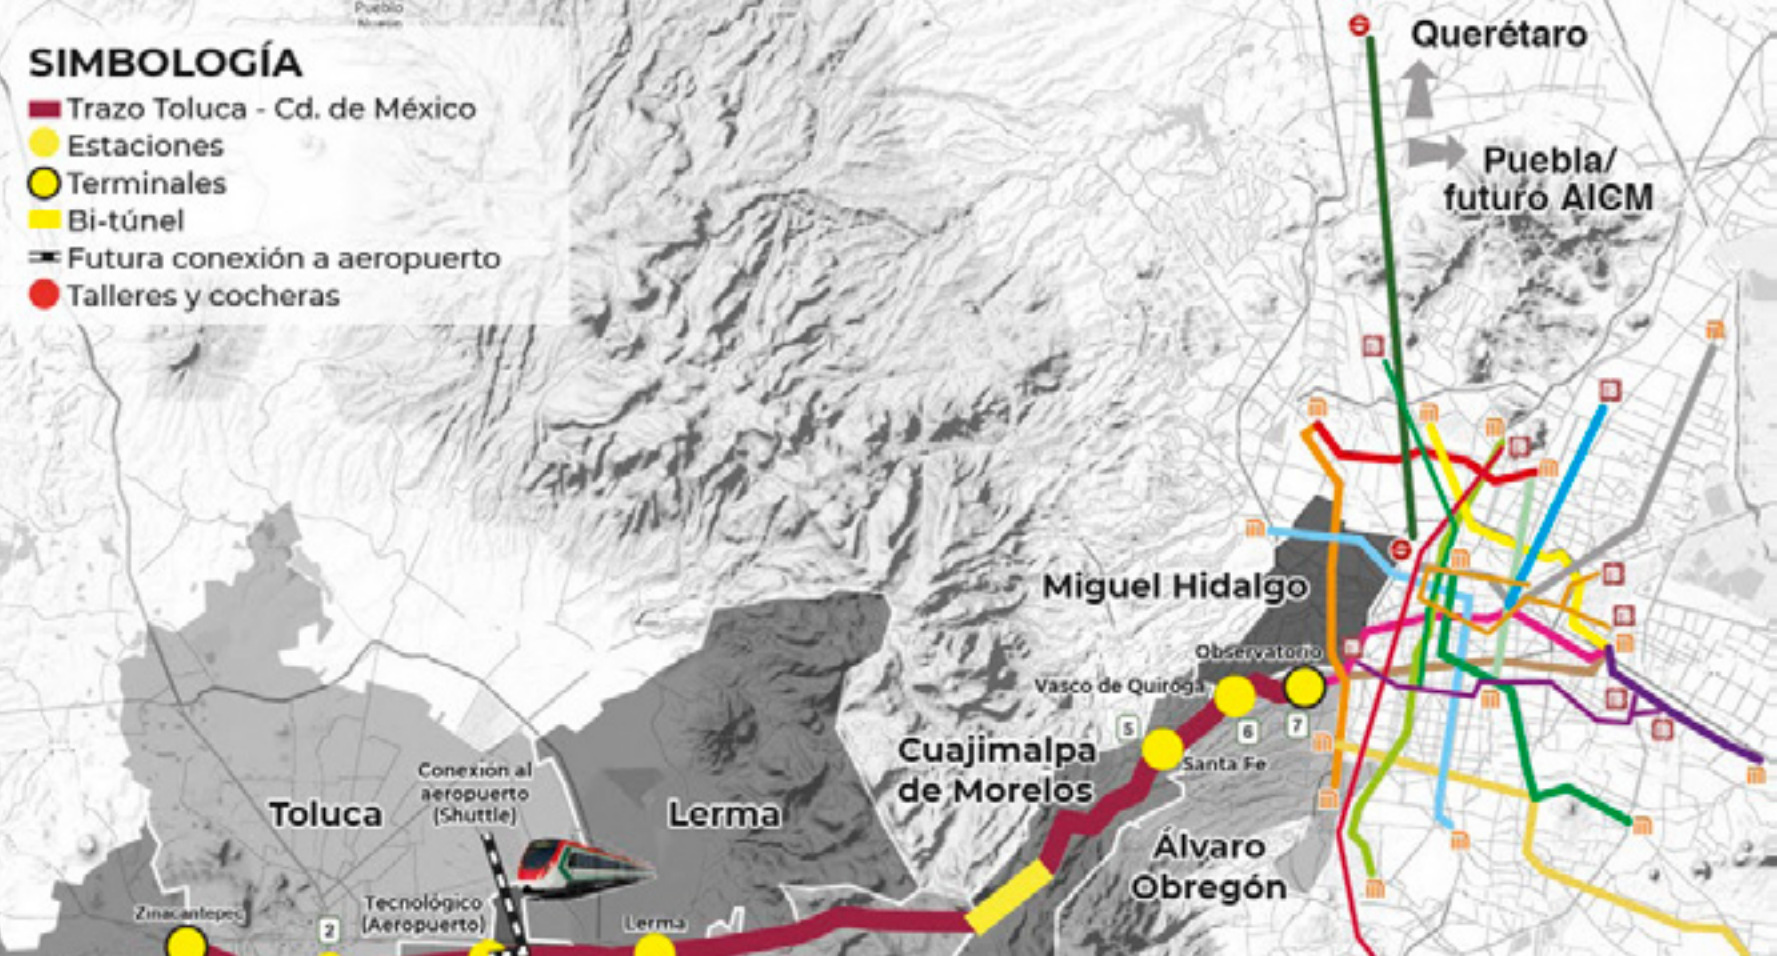 Pueblo
Nuevo
SIMBOLOGÍA
Trazo Toluca - Cd. de México
Estaciones
Terminales
Bi-túnel
Futura conexión a aeropuerto
Talleres y cocheras
Querétaro
Puebla/
futuro AICM
Miguel Hidalgo
Observatorio
Vasco de Quiroga
5
6
7
Santa Fe
Cuajimalpa
de Morelos
Álvaro
Obregón
Conexión al
aeropuerto
(Shuttle)
Toluca
Lerma
Zinacantepec
2
Tecnológico
(Aeropuerto)
Lerma